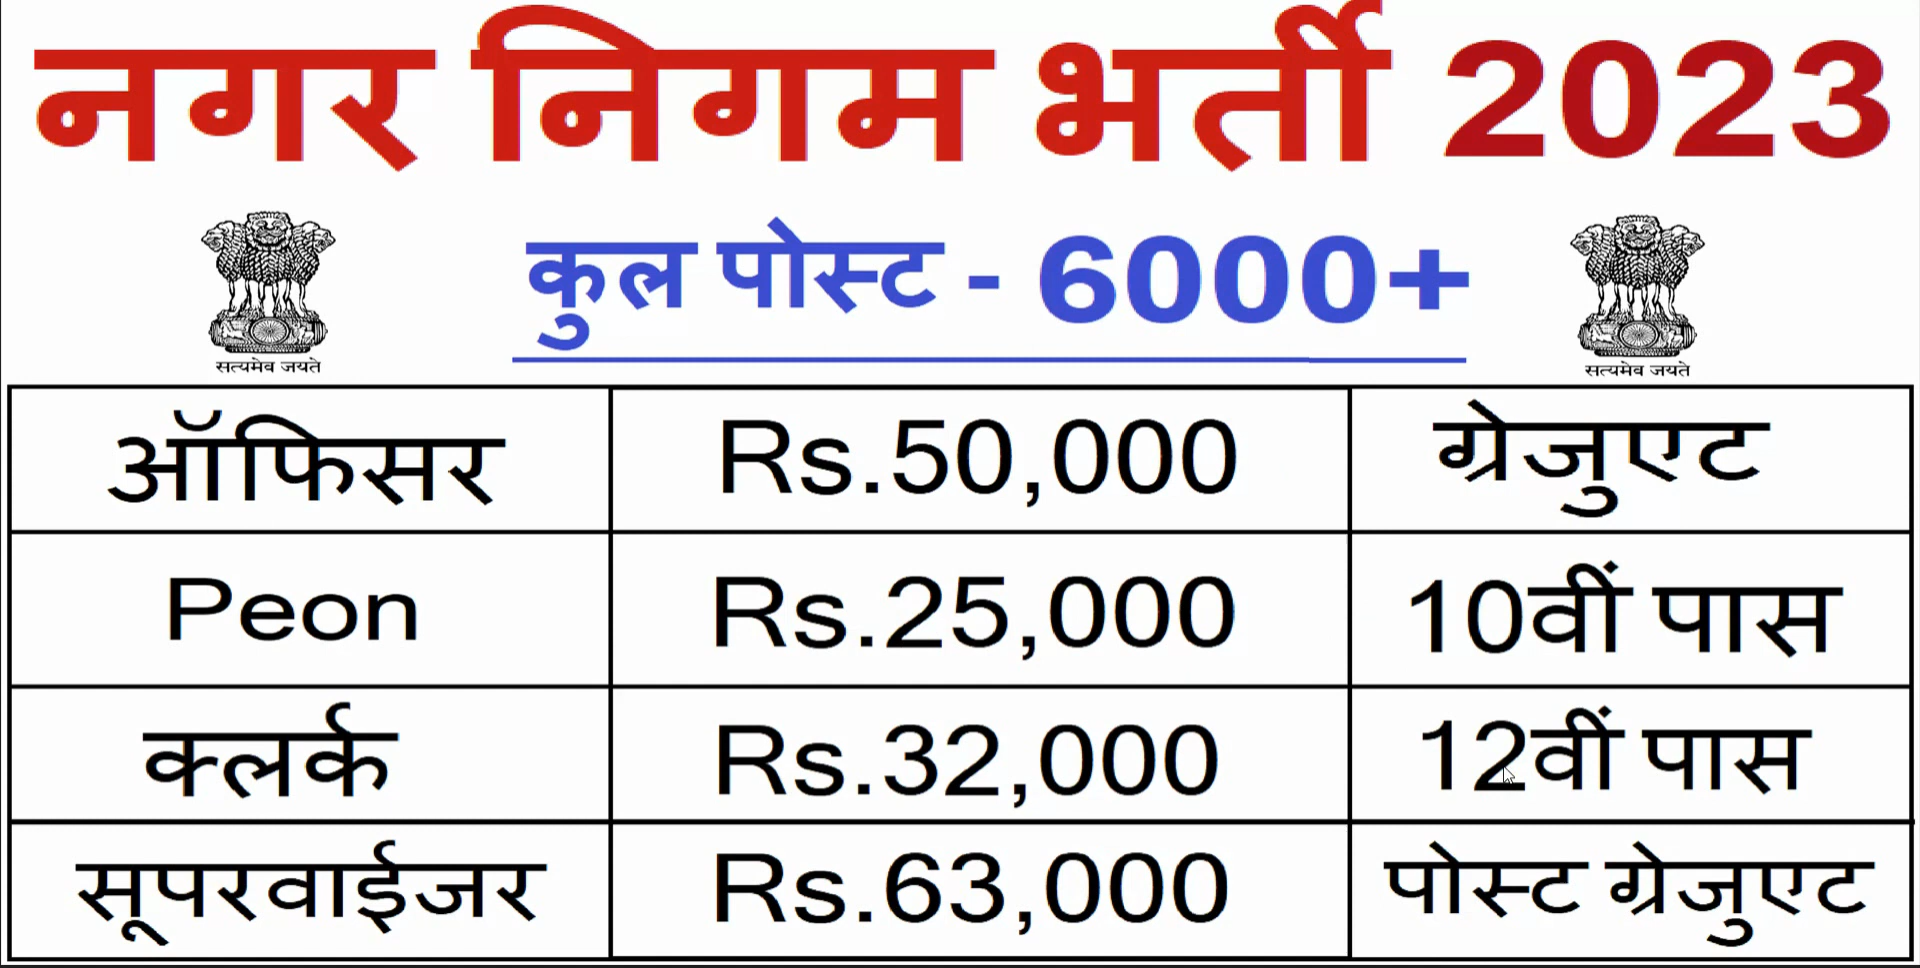 नगर निगम भर्ती 2023
कुल पोस्ट - 6000+
सत्यमेव जयते
सत्यमेव जयते
ऑफिसर Rs.50,000 ग्रेजुएट
Peon Rs.25,000 10वीं पास
क्लर्क Rs.32,000 12वीं पास
सूपरवाईजर Rs.63,000 पोस्ट ग्रेजुएट